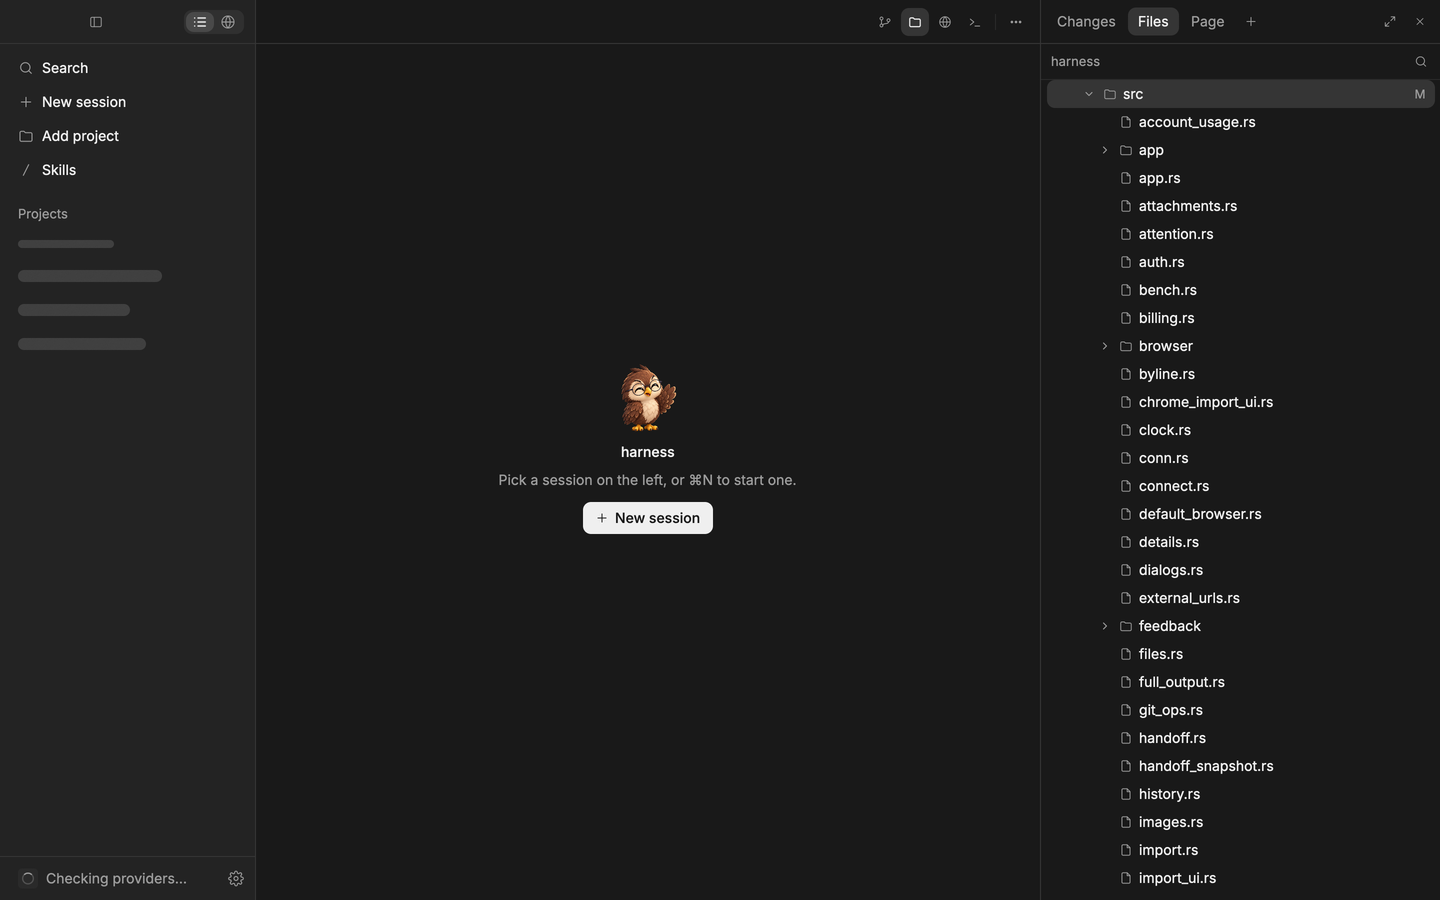 Search
New session
Add project
Skills
Projects
Checking providers...
harness
Pick a session on the left, or ⌘N to start one.
New session
Changes Files Page
harness
src M
account_usage.rs
app
app.rs
attachments.rs
attention.rs
auth.rs
bench.rs
billing.rs
browser
byline.rs
chrome_import_ui.rs
clock.rs
conn.rs
connect.rs
default_browser.rs
details.rs
dialogs.rs
external_urls.rs
feedback
files.rs
full_output.rs
git_ops.rs
handoff.rs
handoff_snapshot.rs
history.rs
images.rs
import.rs
import_ui.rs